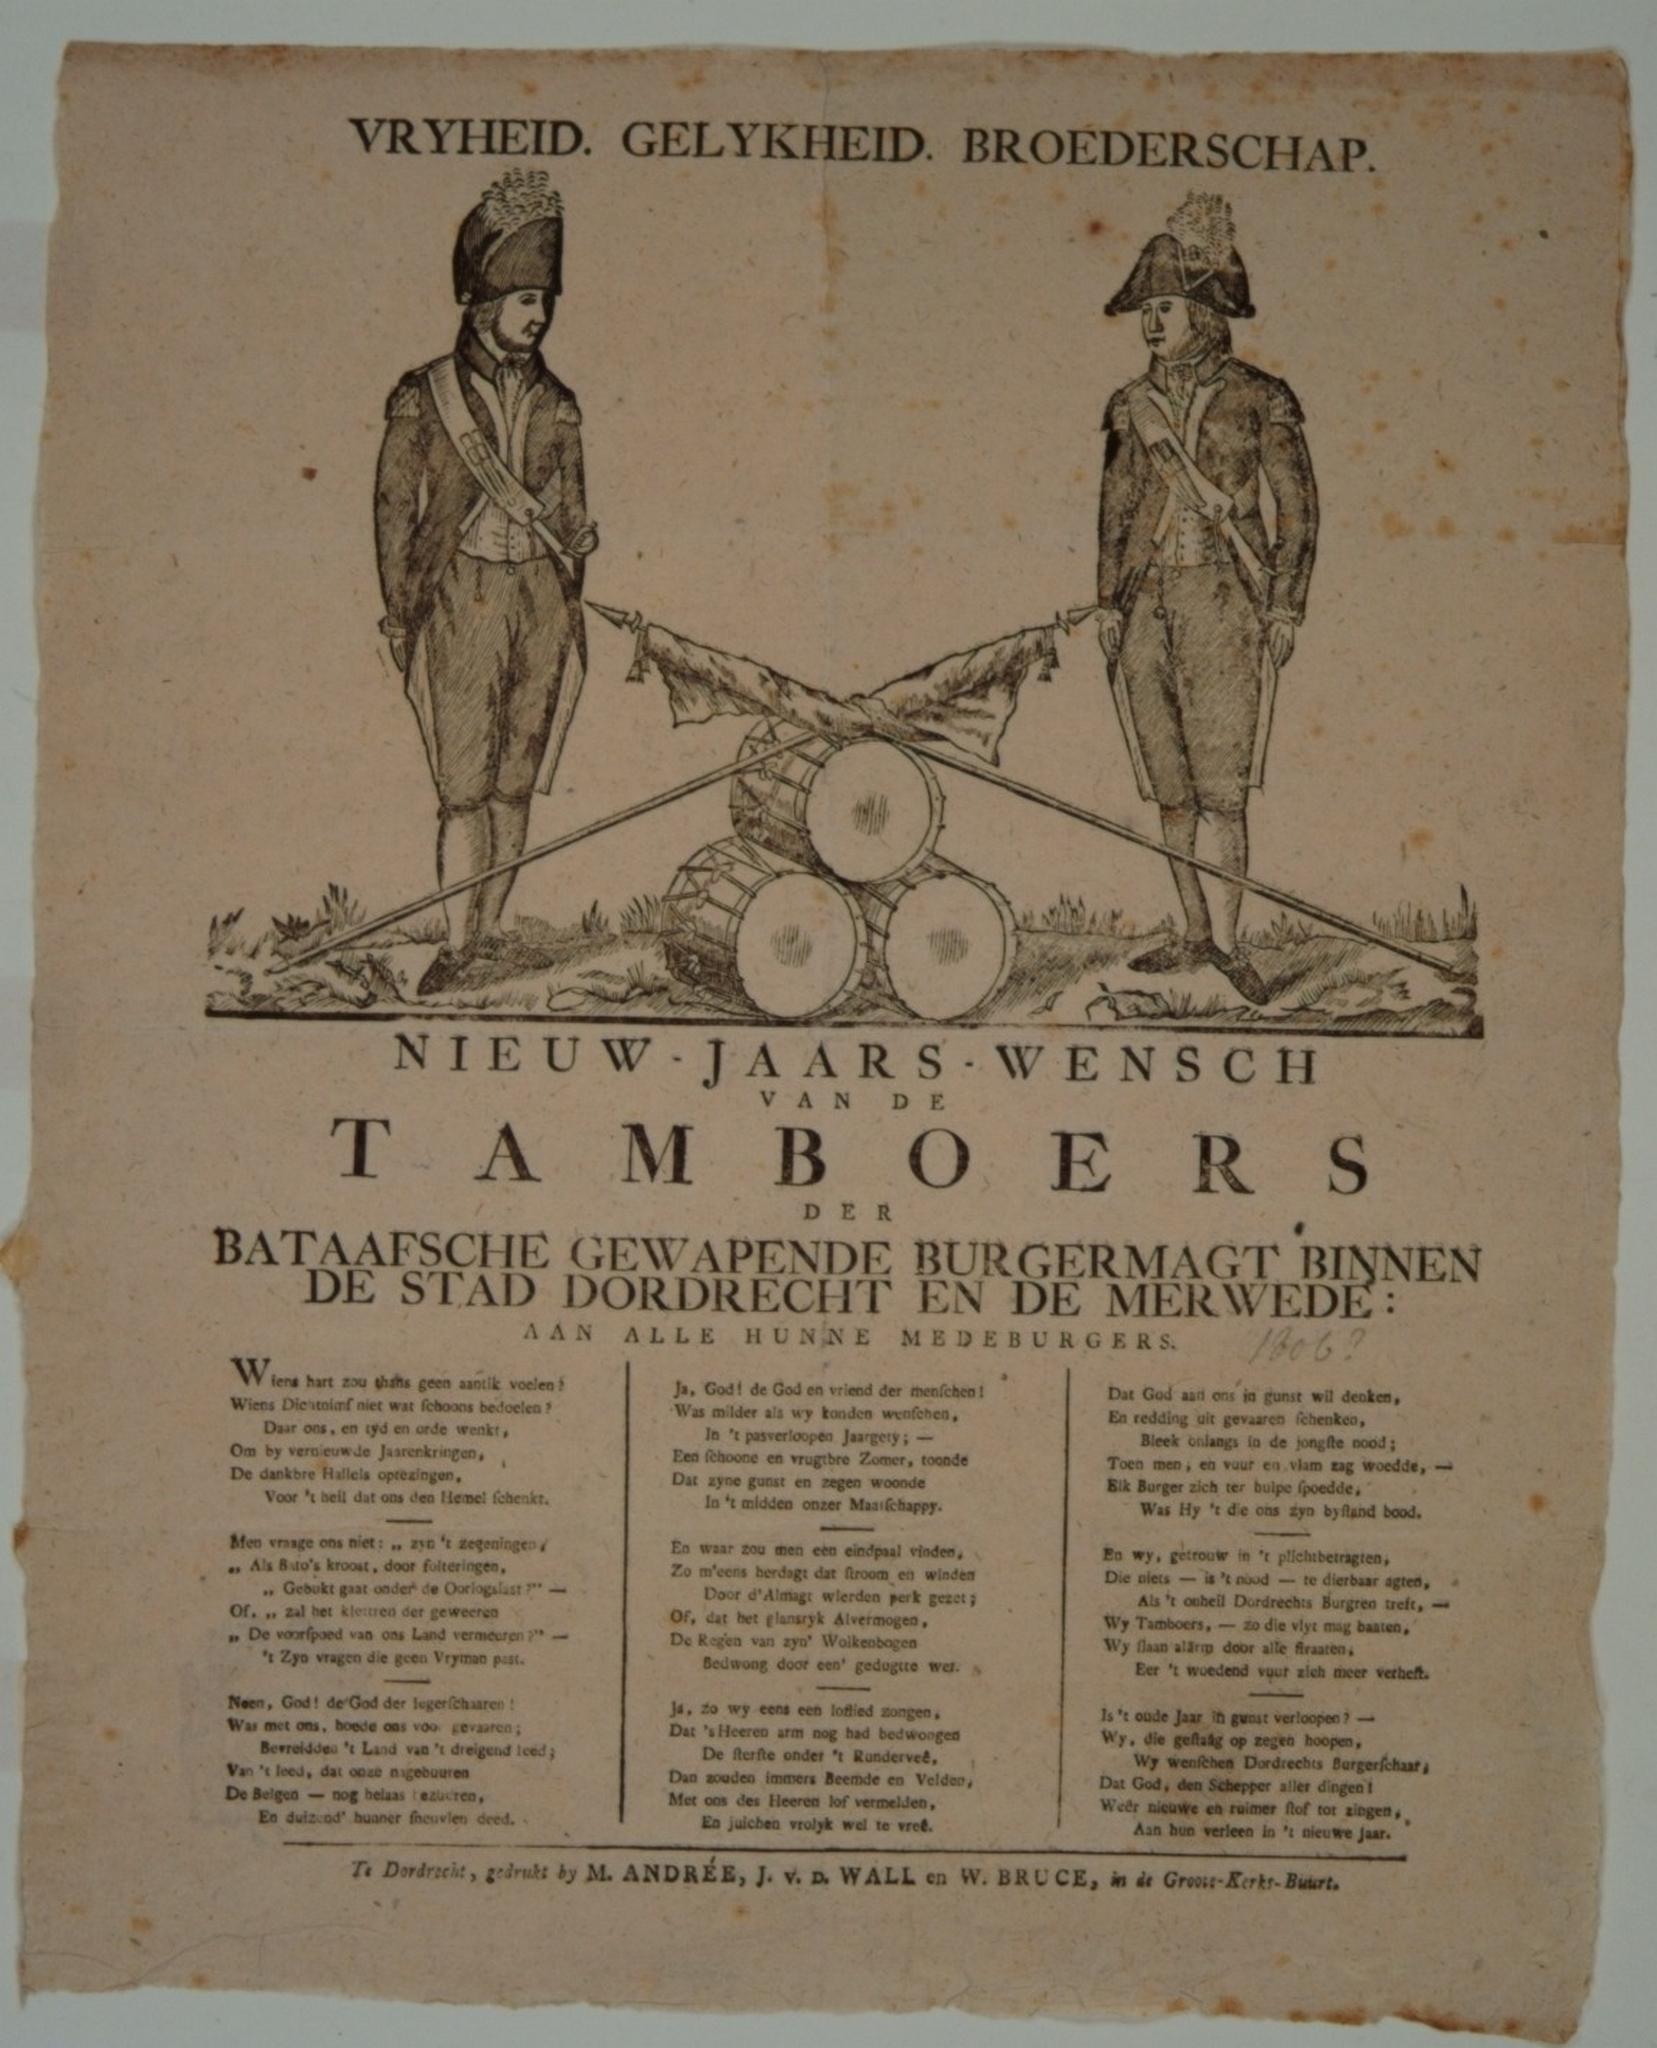 VRYHEID. GELYKHEID. BROEDERSCHAP.
NIEUW-JAARS-WENSCH
VAN DE
TAMBOERS
DER
BATAAFSCHE GEWAPENDE BURGERMAGT BINNEN
DE STAD DORDRECHT EN DE MERWEDE:
AAN ALLE HUNNE MEDEBURGERS.
1806?
Wiens hart zou thans geen aandrik voelen?
Wiens niet wat ſchoons bedoelen?
Daar ons, en tyd en orde wenkt,
Om by vernieuwde Jaarenkringen,
De dankbre Hallels
Voor 't heil dat ons den Hemel ſchenkt.
Men vraage ons niet: „ zyn 't zegeningen,
„ Als Bato's kroost, door folteringen,
„ Gebukt gaat onder de Oorlogslast?" —
Of, „ zal het klettren der geweeren
„ De voorſpoed van ons Land vermeeren?" —
't Zyn vragen die geen Vryman past.
Neen, God! de God der legerſchaaren!
Was met ons, hoede ons voor gevaaren;
Bevreidden 't Land van 't dreigend leed;
Van 't leed, dat onze nagebuuren
De Belgen — nog helaas
En duizend' hunner ſneuvlen deed.
Ja, God! de God en vriend der menſchen!
Was milder als wy konden wenſchen,
In 't pasverloopen Jaargety; —
Een ſchoone en vrugtbre Zomer, toonde
Dat zyne gunst en zegen woonde
In 't midden onzer Maatſchappy.
En waar zou men een eindpaal vinden,
Zo m'eens herdagt dat ſtroom en winden
Door d'Almagt wierden perk gezet;
Of, dat het glansryk Alvermogen,
De Regen van zyn' Wolkenbogen
Bedwong door een' gedugtte wet.
Ja, zo wy eens een loflied zongen,
Dat 's Heeren arm nog had bedwongen
De ſterfte onder 't Rundervee,
Dan zouden immers Beemde en Velden,
Met ons des Heeren lof vermelden,
En juichen vrolyk wel te vreê.
Dat God aan ons in gunst wil denken,
En redding uit gevaaren ſchenken,
Bleek onlangs in de jongſte nood;
Toen men, en vuur en vlam zag woedde, —
Elk Burger zich ter hulpe ſpoedde,
Was Hy 't die ons zyn byſtand bood.
En wy, getrouw in 't plichtbetragten,
Die niets — is 't nood — te dierbaar agten,
Als 't onheil Dordrechts Burgren treft, —
Wy Tamboers, — zo die vlyt mag baaten,
Wy ſlaan alarm door alle ſtraaten,
Eer 't woedend vuur zich meer verheft.
Is 't oude Jaar in gunst verloopen? —
Wy, die geſtaâg op zegen hoopen,
Wy wenſchen Dordrechts Burgerſchaar,
Dat God, den Schepper aller dingen!
Weêr nieuwe en ruimer ſtof tot zingen,
Aan hun verleen in 't nieuwe Jaar.
Te Dordrecht, gedrukt by M. ANDRÉE, J. v. D. WALL en W. BRUCE, in de Groote-Kerks-Buurt.